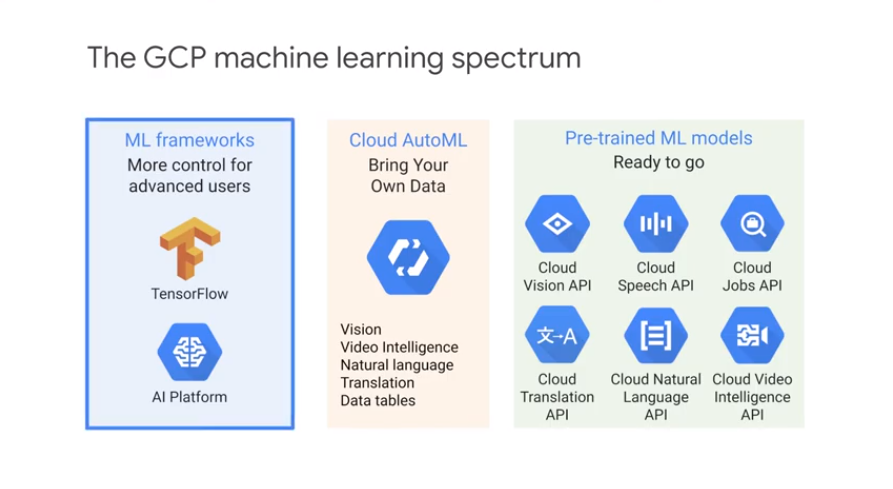 The GCP machine learning spectrum
ML frameworks
More control for
advanced users
TensorFlow
AI Platform
Cloud AutoML
Bring Your
Own Data
Vision
Video Intelligence
Natural language
Translation
Data tables
Pre-trained ML models
Ready to go
Cloud
Vision API
Cloud
Speech API
Cloud
Jobs API
文→A
Cloud
Translation
API
Cloud Natural
Language
API
Cloud Video
Intelligence
API